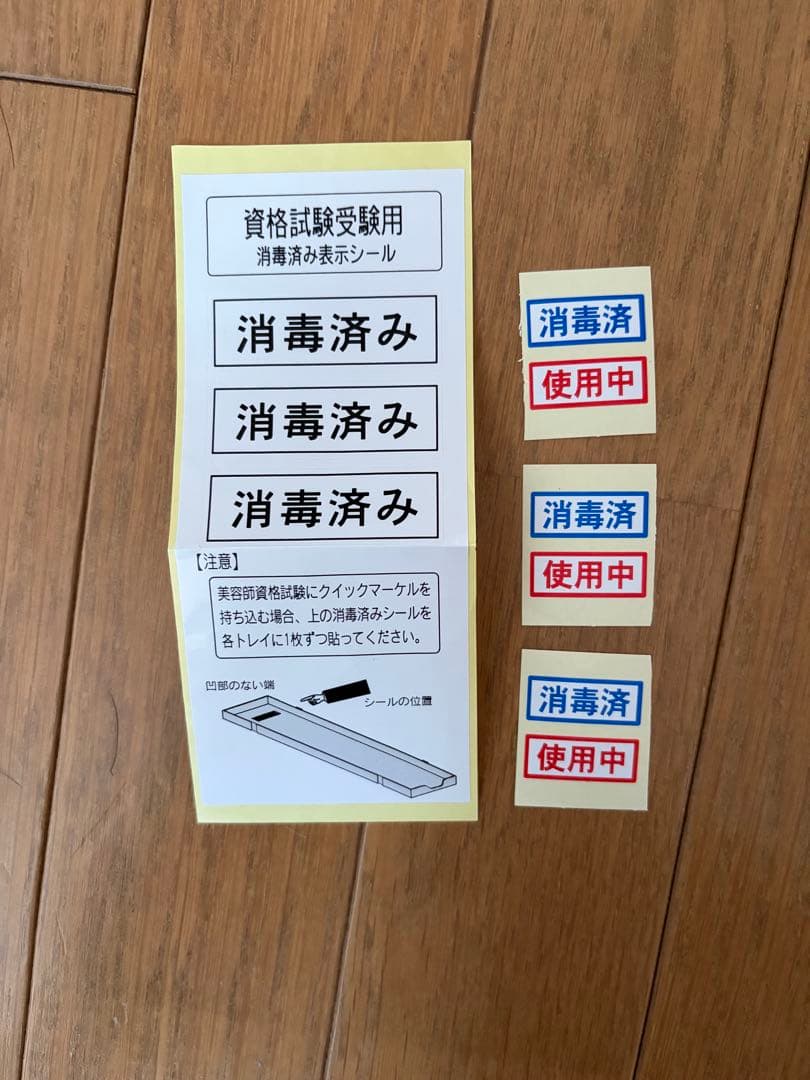 資格試験受験用
消毒済み表示シール
消毒済み
消毒済み
消毒済み
【注意】
美容師資格試験にクイックマーケルを
持ち込む場合、上の消毒済みシールを
各トレイに1枚ずつ貼ってください。
凹部のない端
シールの位置
消毒済
使用中
消毒済
使用中
消毒済
使用中